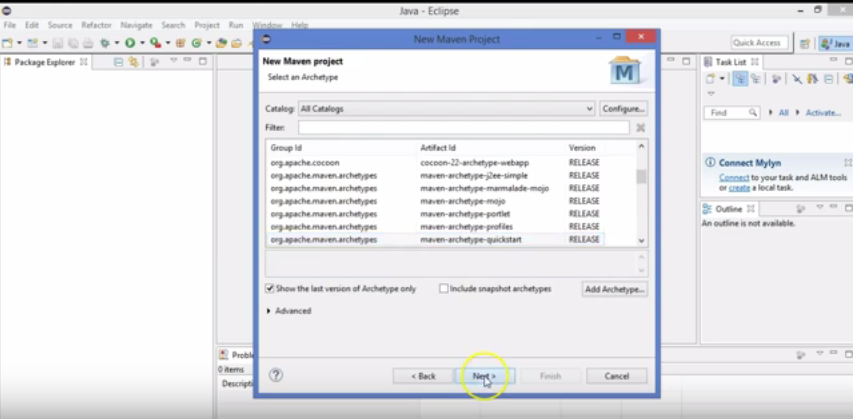 Java - Eclipse
File Edit Source Refactor Navigate Search Project Run Window Help
Quick Access
Java
Package Explorer
New Maven Project
New Maven project
Select an Archetype
M
Catalog: All Catalogs Configure...
Filter:
Group Id Artifact Id Version
org.apache.cocoon cocoon-22-archetype-webapp RELEASE
org.apache.maven.archetypes maven-archetype-j2ee-simple RELEASE
org.apache.maven.archetypes maven-archetype-marmalade-mojo RELEASE
org.apache.maven.archetypes maven-archetype-mojo RELEASE
org.apache.maven.archetypes maven-archetype-portlet RELEASE
org.apache.maven.archetypes maven-archetype-profiles RELEASE
org.apache.maven.archetypes maven-archetype-quickstart RELEASE
Show the last version of Archetype only Include snapshot archetypes Add Archetype...
Advanced
? < Back Next > Finish Cancel
Task List
Find All Activate...
Connect Mylyn
Connect to your task and ALM tools
or create a local task.
Outline
An outline is not available.
Proble
0 items
Descripti